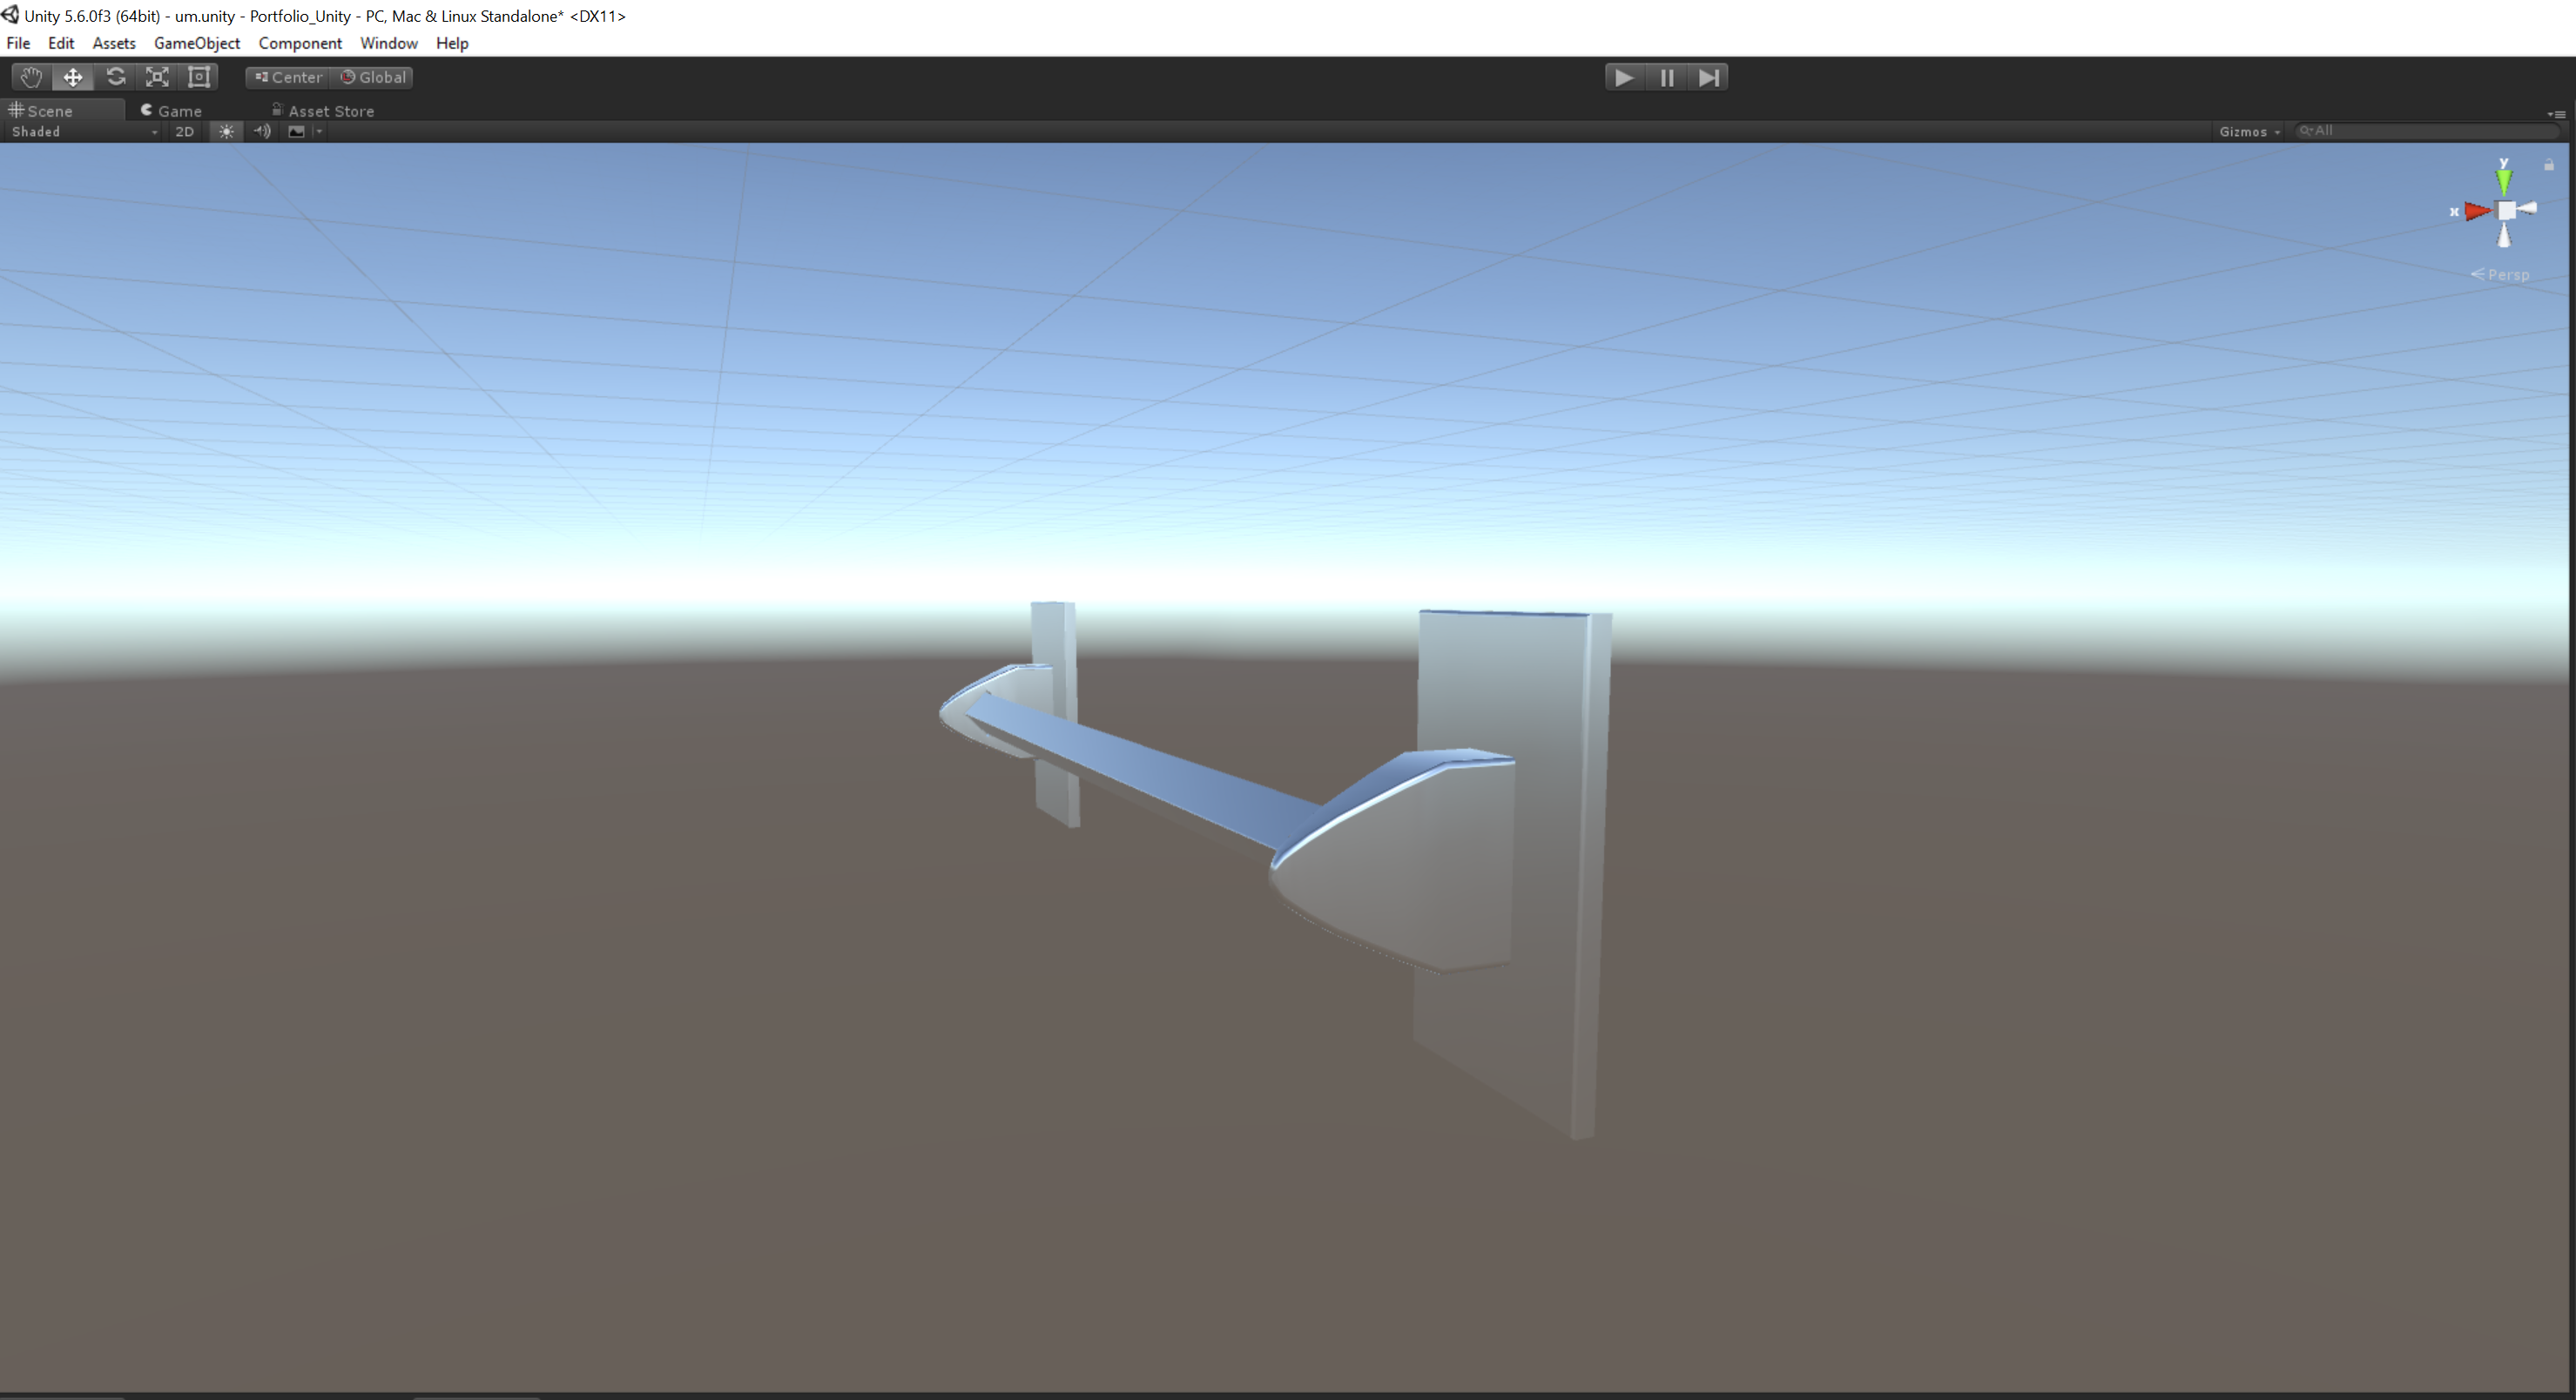 Unity 5.6.0f3 (64bit) - um.unity - Portfolio_Unity - PC, Mac & Linux Standalone* <DX11>
File Edit Assets GameObject Component Window Help
Center Global
Scene Game Asset Store
Shaded 2D Gizmos All
y
x
Persp